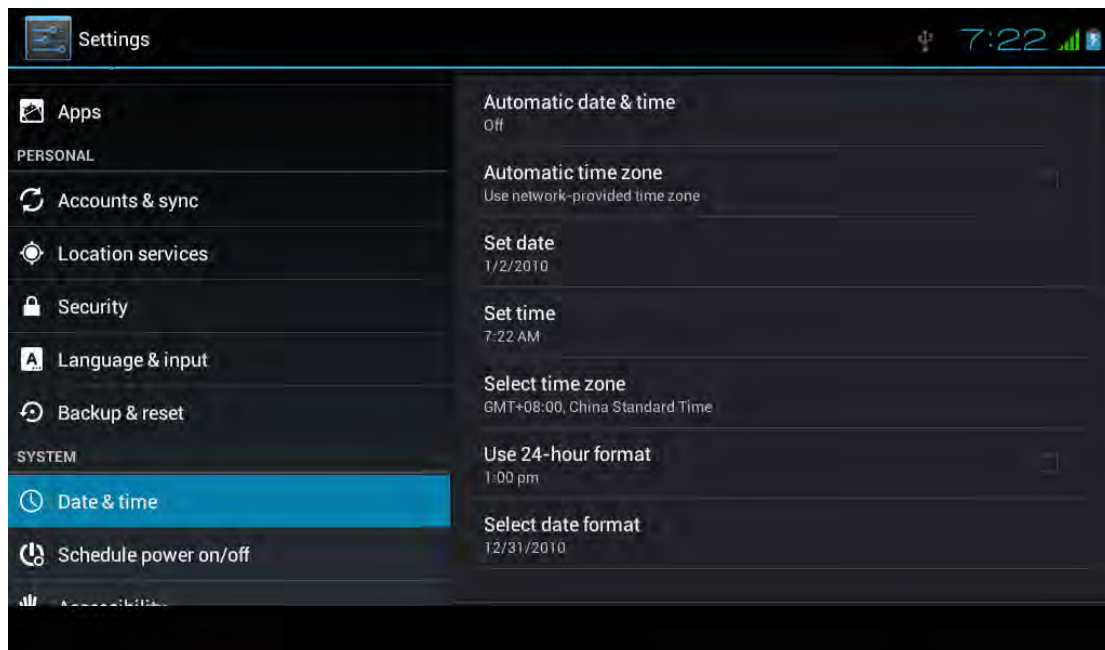 Settings
7:22
Apps
PERSONAL
Accounts & sync
Location services
Security
Language & input
Backup & reset
SYSTEM
Date & time
Schedule power on/off
Automatic date & time
Off
Automatic time zone
Use network-provided time zone
Set date
1/2/2010
Set time
7:22 AM
Select time zone
GMT+08:00, China Standard Time
Use 24-hour format
1:00 pm
Select date format
12/31/2010